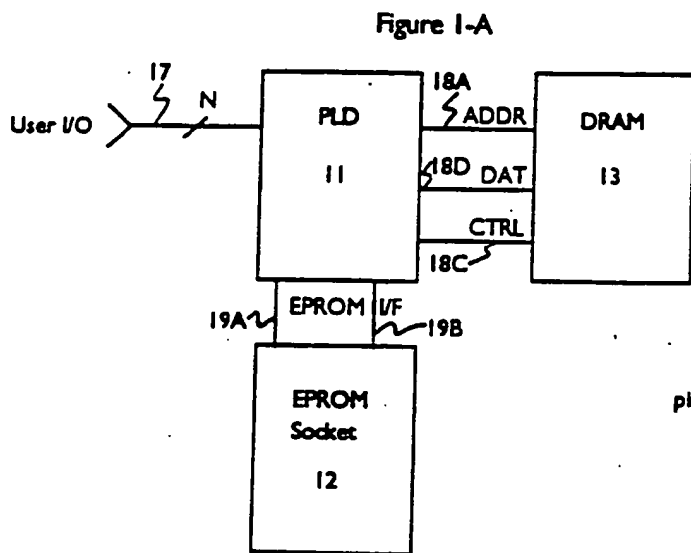 Figure 1-A
17
N
User I/O
PLD
11
18A
ADDR
18D
DAT
CTRL
18C
DRAM
13
19A
EPROM I/F
19B
EPROM
Socket
12
pi